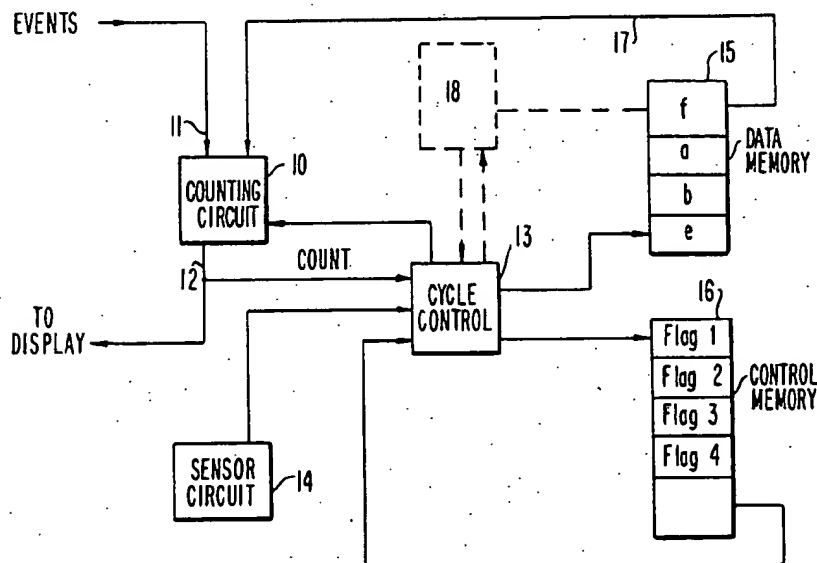 EVENTS
17
15
18
f
11
a
DATA
MEMORY
10
b
COUNTING
CIRCUIT
e
13
12
COUNT
CYCLE
CONTROL
16
TO
DISPLAY
Flag 1
Flag 2
CONTROL
MEMORY
Flag 3
Flag 4
SENSOR
CIRCUIT
14